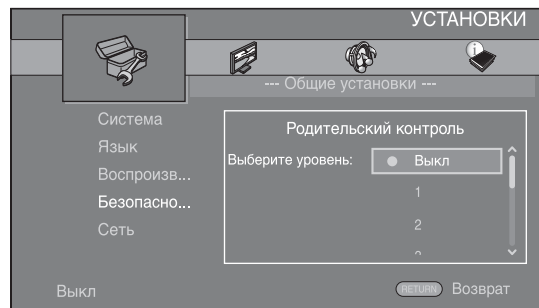 УСТАНОВКИ
--- Общие установки ---
Система
Язык
Воспроизв...
Безопасно...
Сеть
Родительский контроль
Выберите уровень:
Выкл
1
2
Выкл
RETURN Возврат